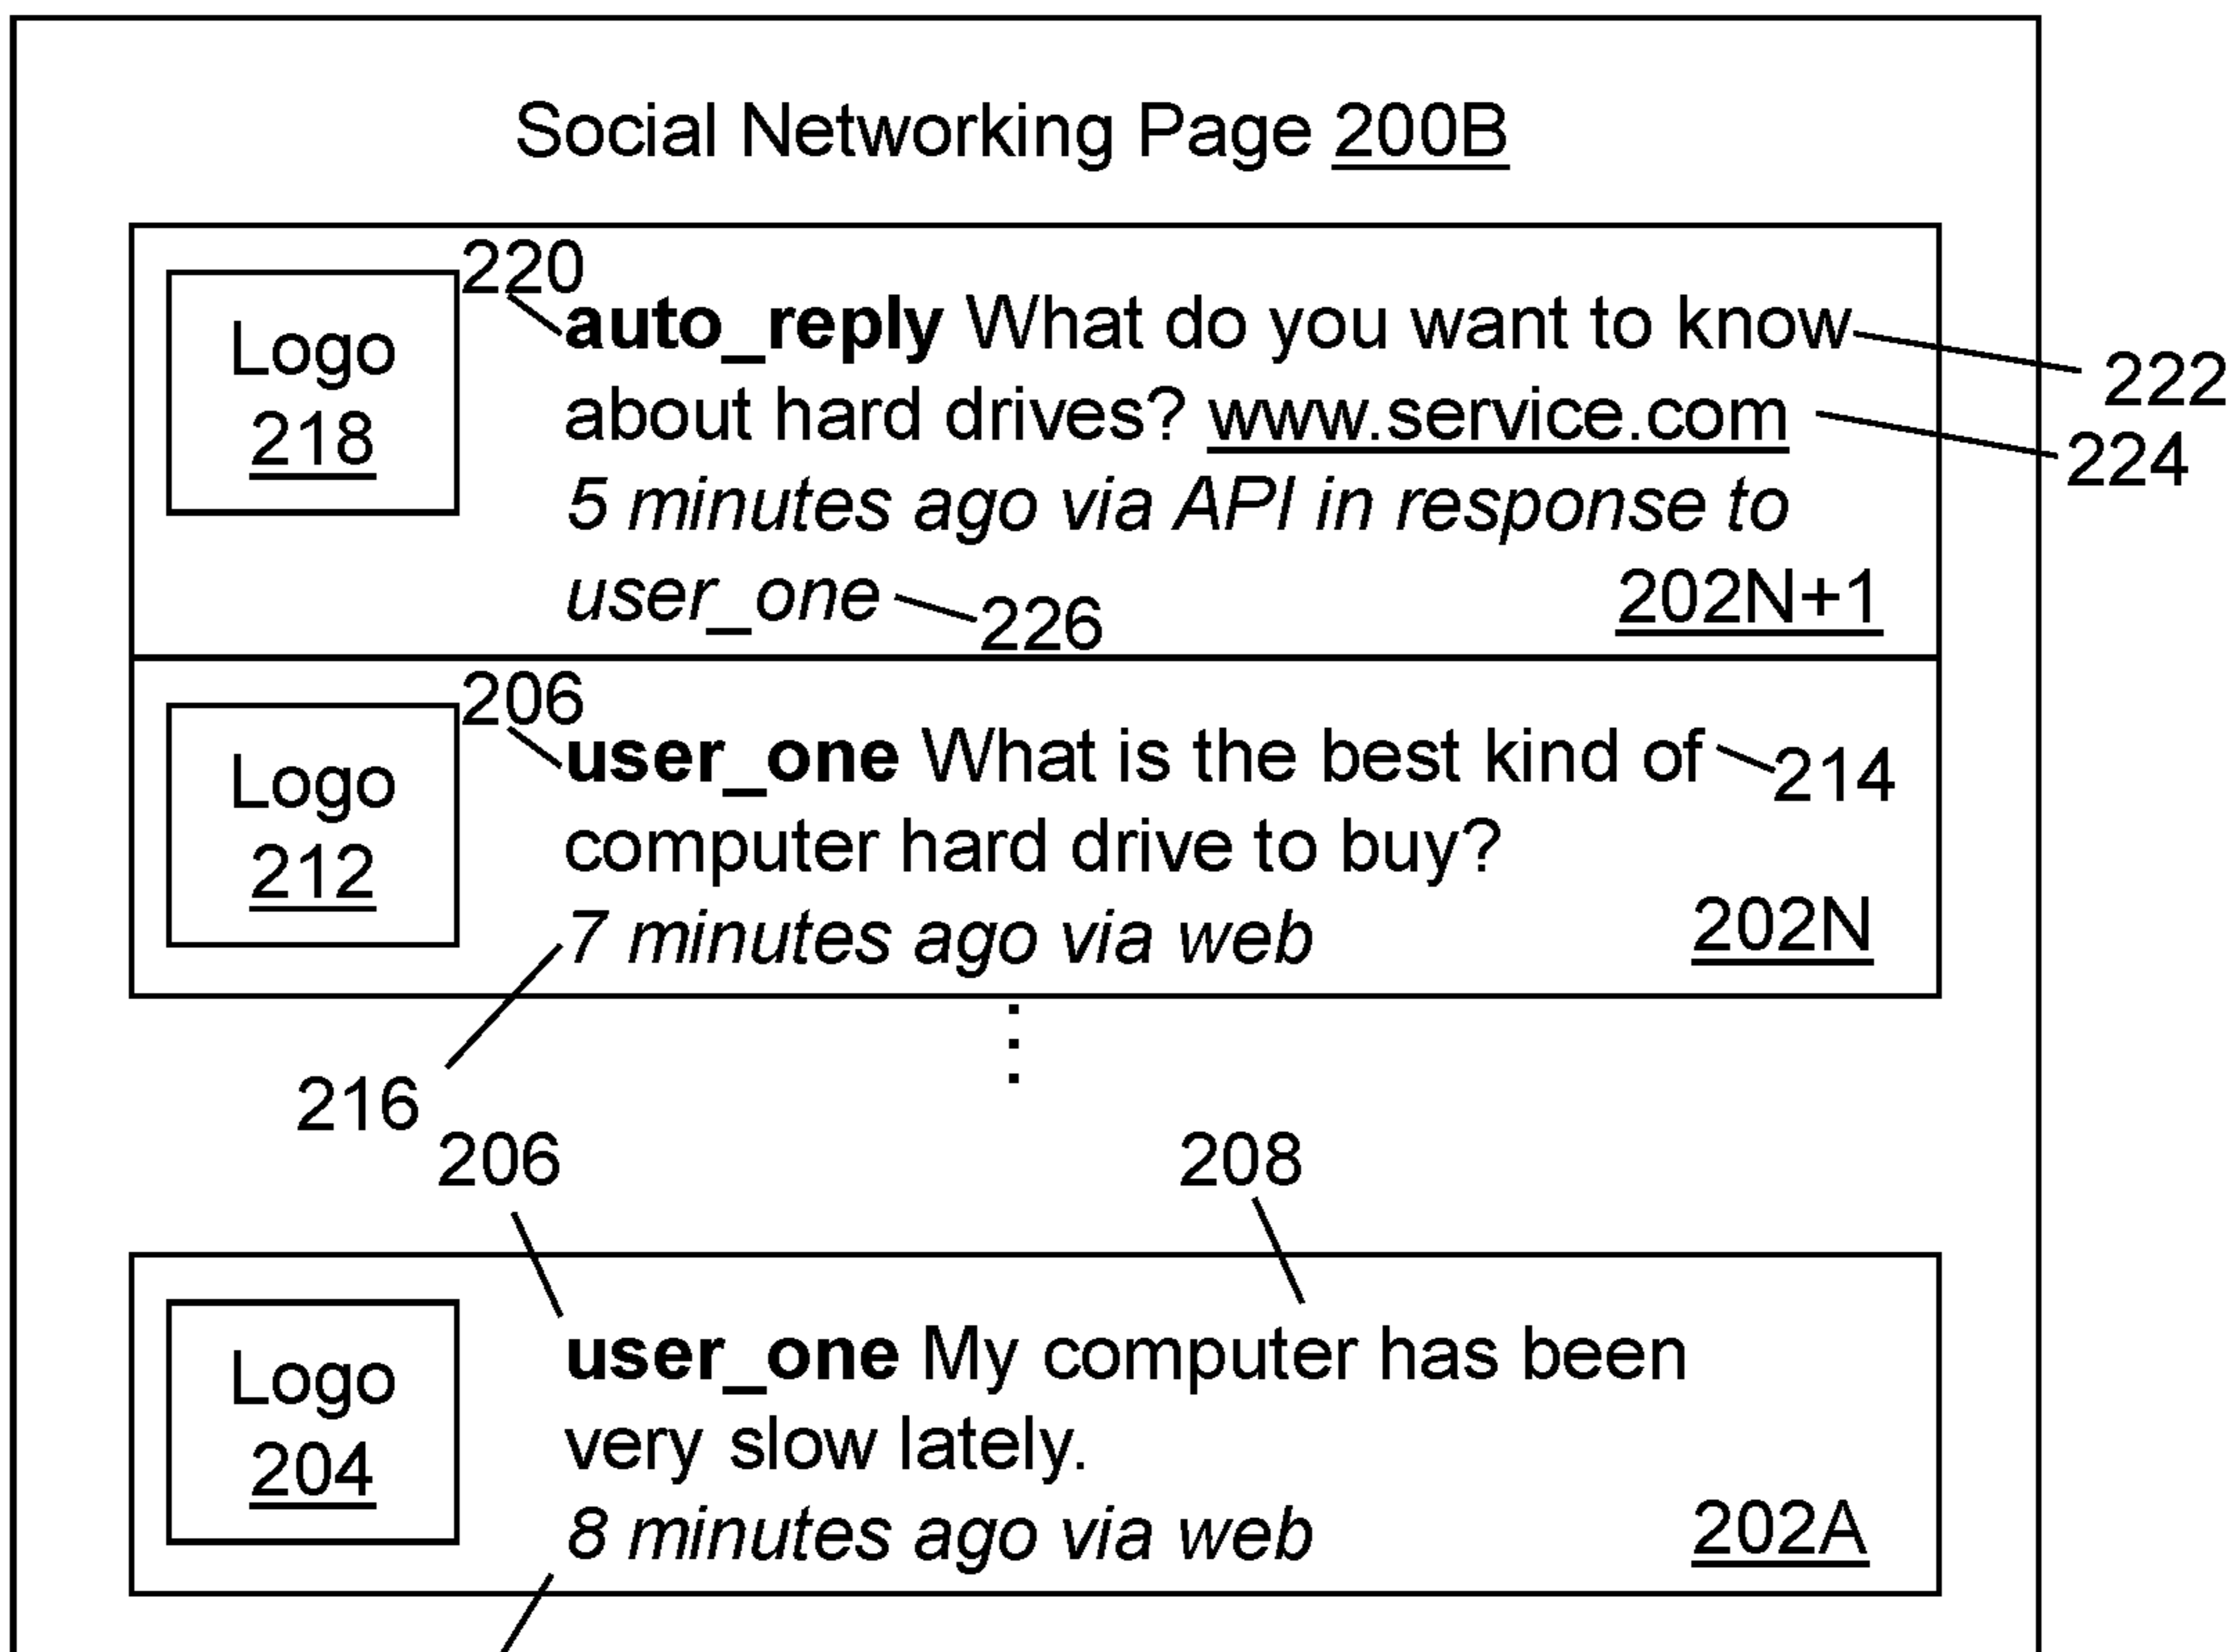 Social Networking Page 200B
220
Logo
218
auto_reply What do you want to know
about hard drives? www.service.com
5 minutes ago via API in response to
user_one
222
224
226
202N+1
206
Logo
212
user_one What is the best kind of
computer hard drive to buy?
7 minutes ago via web
214
202N
216
206
208
Logo
204
user_one My computer has been
very slow lately.
8 minutes ago via web
202A